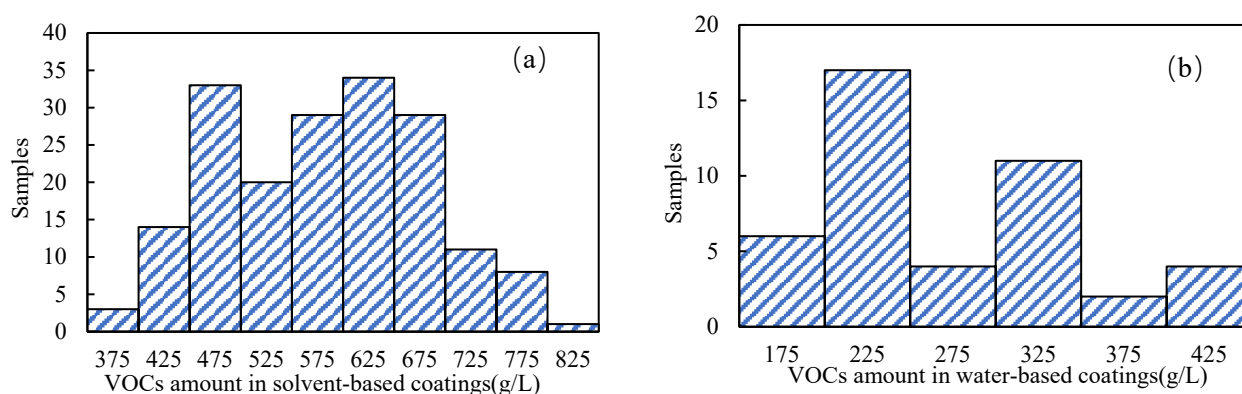 40
35
30
25
20
15
10
5
0
Samples
(a)
375 425 475 525 575 625 675 725 775 825
VOCs amount in solvent-based coatings(g/L)
20
15
10
5
0
Samples
(b)
175 225 275 325 375 425
VOCs amount in water-based coatings(g/L)